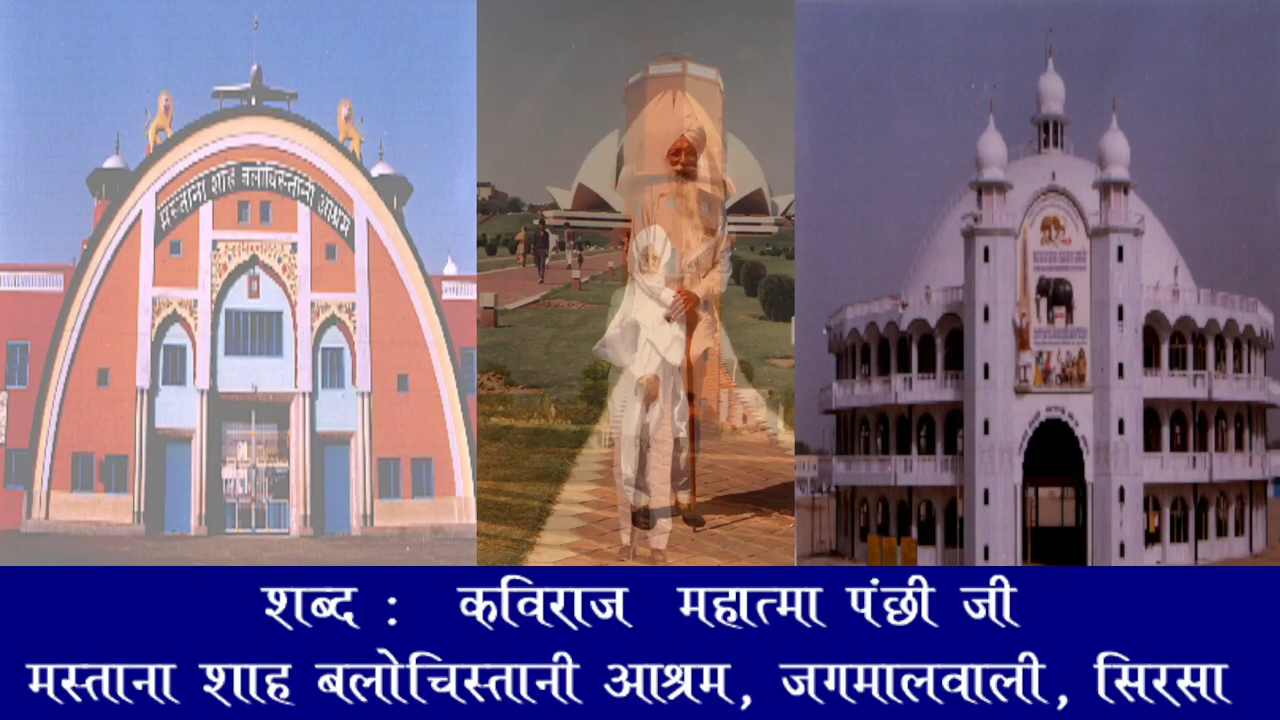 मस्ताना शाह बलोचिस्तानी आश्रम
शब्द : कविराज महात्मा पंछी जी
मस्ताना शाह बलोचिस्तानी आश्रम, जगमालवाली, सिरसा